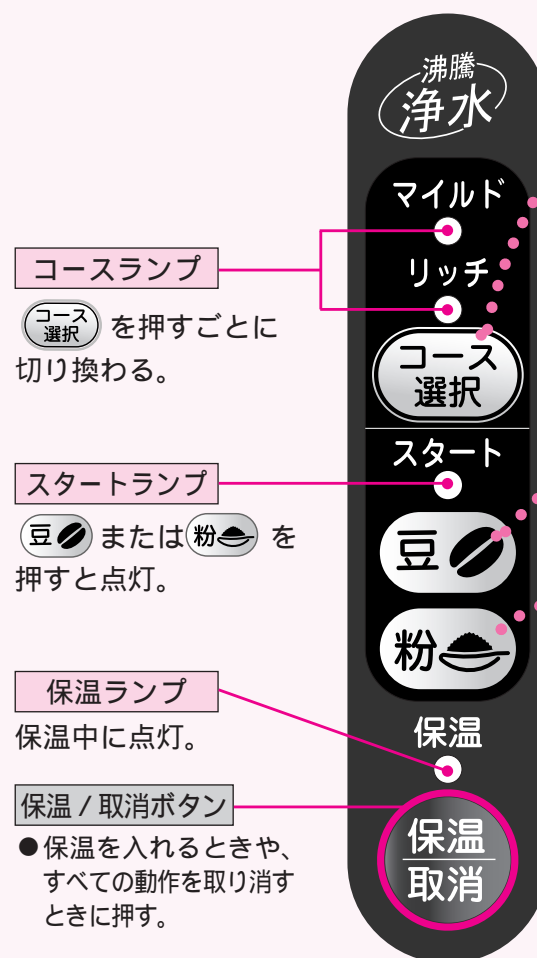 コースランプ
コース
選択 を押すごとに
切り換わる。
スタートランプ
豆 または 粉 を
押すと点灯。
保温ランプ
保温中に点灯。
保温 / 取消ボタン
●保温を入れるときや、
すべての動作を取り消す
ときに押す。
沸騰
浄水
マイルド
リッチ
コース
選択
スタート
豆
粉
保温
保温
取消